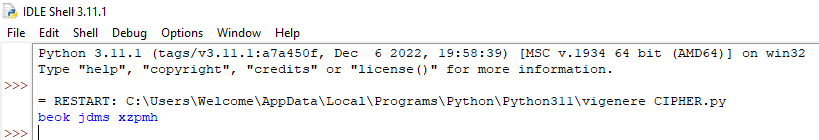 IDLE Shell 3.11.1
File Edit Shell Debug Options Window Help
Python 3.11.1 (tags/v3.11.1:a7a450f, Dec  6 2022, 19:58:39) [MSC v.1934 64 bit (AMD64)] on win32
Type "help", "copyright", "credits" or "license()" for more information.
>>>
= RESTART: C:\Users\Welcome\AppData\Local\Programs\Python\Python311\vigenere CIPHER.py
beok jdms xzpmh
>>>